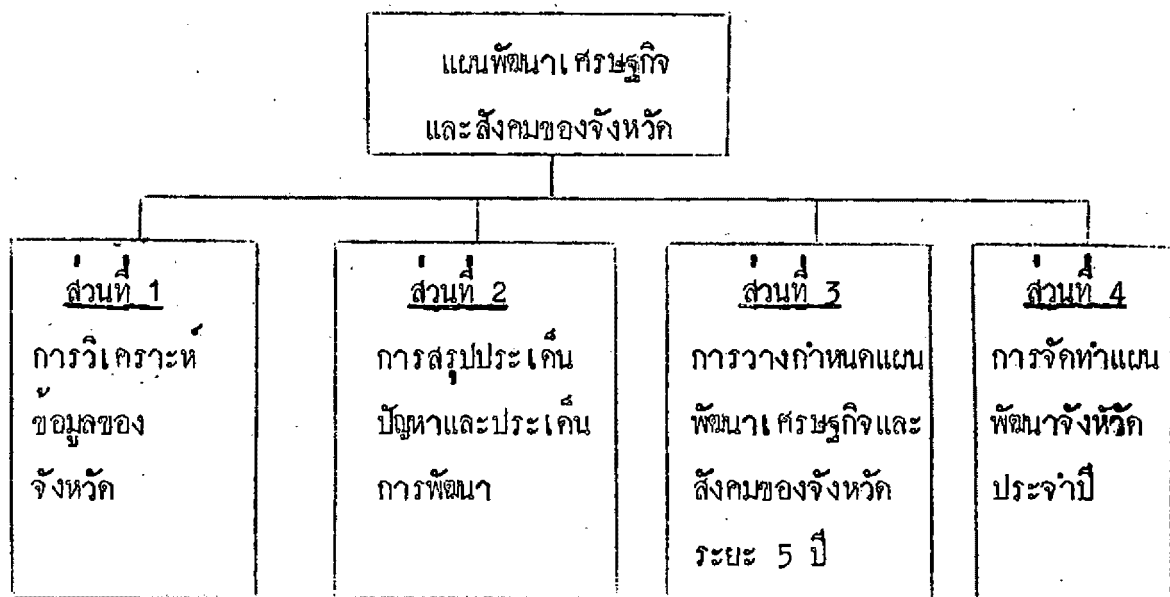 แผนพัฒนาเศรษฐกิจ
และสังคมของจังหวัด
ส่วนที่ 1
การวิเคราะห์
ข้อมูลของ
จังหวัด
ส่วนที่ 2
การสรุปประเด็น
ปัญหาและประเด็น
การพัฒนา
ส่วนที่ 3
การวางกำหนดแผน
พัฒนาเศรษฐกิจและ
สังคมของจังหวัด
ระยะ 5 ปี
ส่วนที่ 4
การจัดทำแผน
พัฒนาจังหวัด
ประจำปี